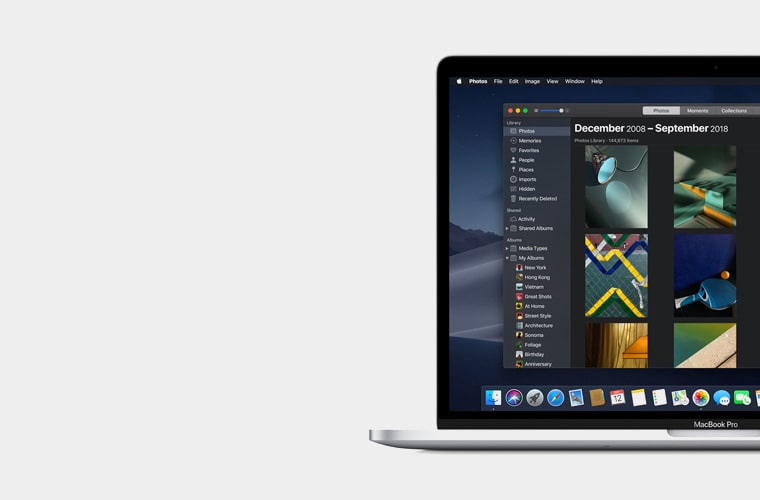 Photos File Edit Image View Window Help
Photos Moments Collections
Library
Photos
Memories
Favorites
People
Places
Imports
Hidden
Recently Deleted
Shared
Activity
Shared Albums
Albums
Media Types
My Albums
New York
Hong Kong
Vietnam
Great Shots
At Home
Street Style
Architecture
Sonoma
Foliage
Birthday
Anniversary
December 2008 – September 2018
Photos Library · 144,673 items
12
MacBook Pro